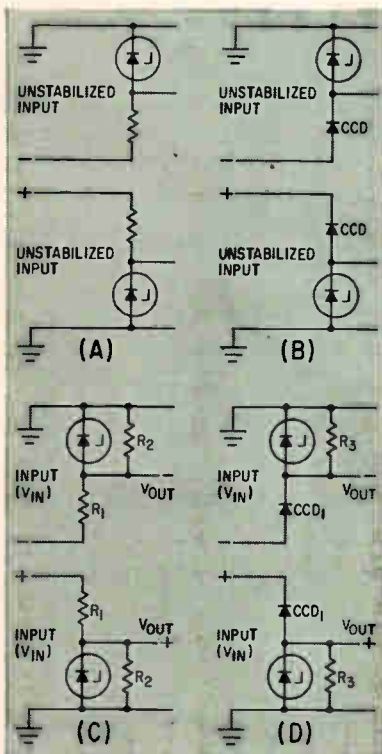 UNSTABILIZED
INPUT
UNSTABILIZED
INPUT
CCD
−
−
+
+
CCD
UNSTABILIZED
INPUT
UNSTABILIZED
INPUT
(A)
(B)
R2
R3
INPUT
(VIN)
VOUT
INPUT
(VIN)
VOUT
R1
CCD1
−
−
+
+
R1
CCD1
VOUT
VOUT
INPUT
(VIN)
R2
INPUT
(VIN)
R3
(C)
(D)